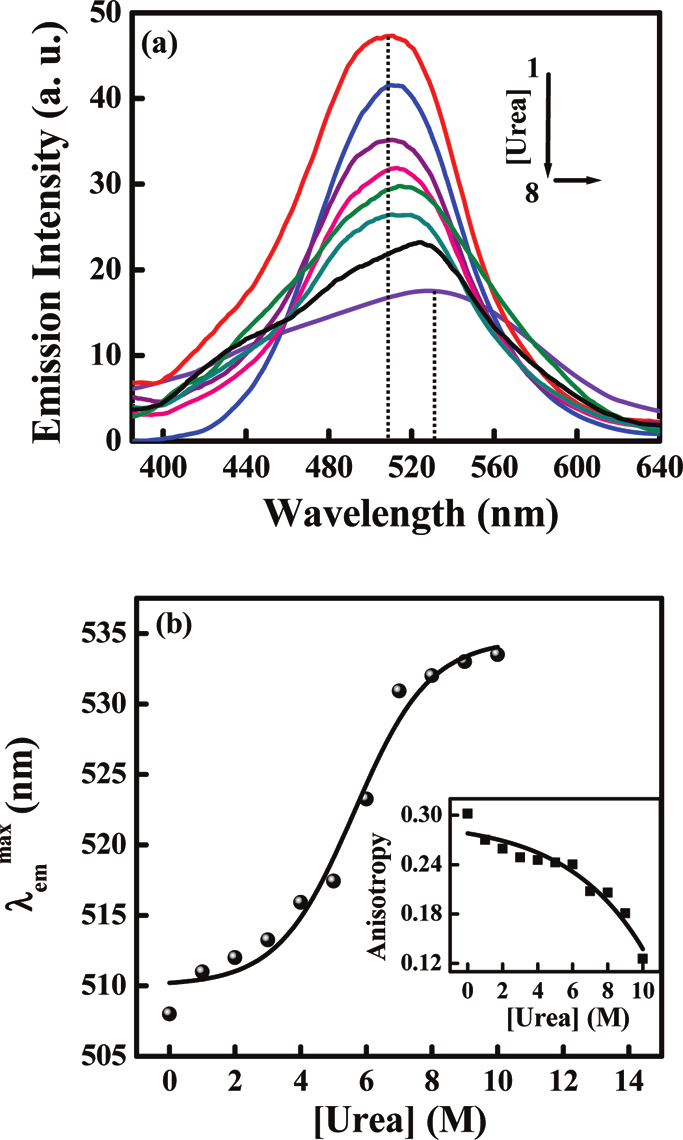 (a)
Emission Intensity (a. u.)
50
40
30
20
10
0
1
[Urea]
8
400 440 480 520 560 600 640
Wavelength (nm)
(b)
λem max (nm)
535
530
525
520
515
510
505
0 2 4 6 8 10 12 14
[Urea] (M)
Anisotropy
0.30
0.24
0.18
0.12
0 2 4 6 8 10
[Urea] (M)